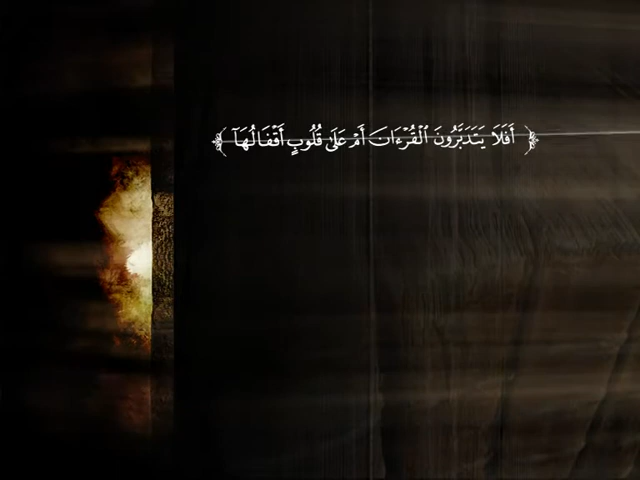 ﴿ أَفَلَا يَتَدَبَّرُونَ ٱلْقُرْءَانَ أَمْ عَلَىٰ قُلُوبٍ أَقْفَالُهَآ ﴾